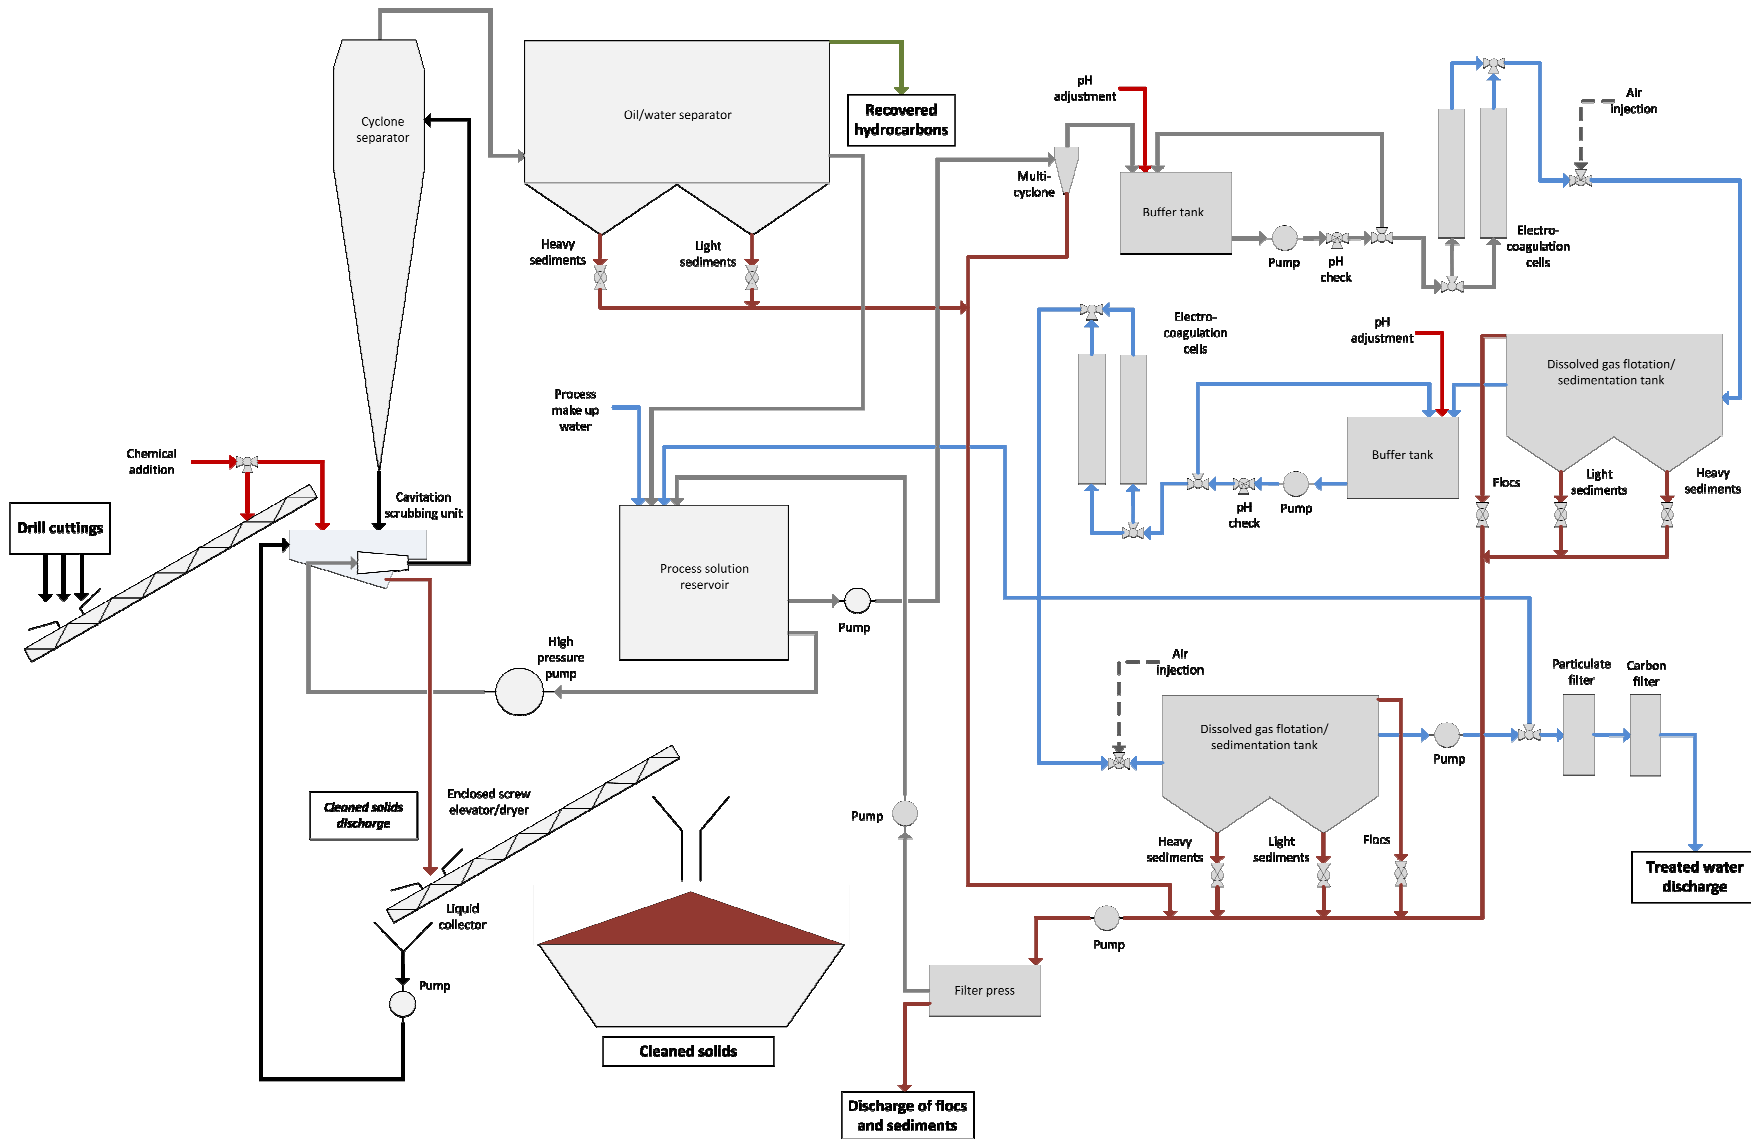 Cyclone
separator
Oil/water separator
Recovered
hydrocarbons
pH
adjustment
Air
injection
Multi-
cyclone
Buffer tank
Pump
pH
check
Electro-
coagulation
cells
Heavy
sediments
Light
sediments
Electro-
coagulation
cells
pH
adjustment
Dissolved gas flotation/
sedimentation tank
Process
make up
water
Buffer tank
Chemical
addition
Cavitation
scrubbing unit
Flocs
Light
sediments
Heavy
sediments
pH
check
Pump
Drill cuttings
Process solution
reservoir
Pump
High
pressure
pump
Air
injection
Particulate
filter
Carbon
filter
Dissolved gas flotation/
sedimentation tank
Pump
Enclosed screw
elevator/dryer
Cleaned solids
discharge
Pump
Heavy
sediments
Light
sediments
Flocs
Treated water
discharge
Liquid
collector
Pump
Pump
Filter press
Cleaned solids
Discharge of flocs
and sediments